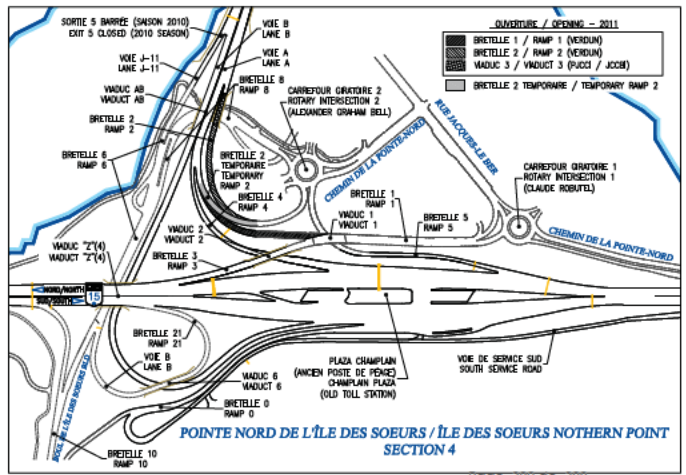 SORTIE 5 BARRÉE (SAISON 2010)
EXIT 5 CLOSED (2010 SEASON)
VOIE B
LANE B
VOIE A
LANE A
OUVERTURE / OPENING - 2011
BRETELLE 1 / RAMP 1 (VERDUN)
BRETELLE 2 / RAMP 2 (VERDUN)
VIADUC 3 / VIADUCT 3 (PJCCI / JCCBI)
BRETELLE 2 TEMPORAIRE / TEMPORARY RAMP 2
VOIE J-11
LANE J-11
VIADUC AB
VIADUCT AB
BRETELLE 8
RAMP 8
CARREFOUR GIRATOIRE 2
ROTARY INTERSECTION 2
(ALEXANDER GRAHAM BELL)
RUE JACQUES-LE BER
BRETELLE 2
RAMP 2
BRETELLE 6
RAMP 6
BRETELLE 2
TEMPORAIRE
TEMPORARY
RAMP 2
CHEMIN DE LA POINTE-NORD
CARREFOUR GIRATOIRE 1
ROTARY INTERSECTION 1
(CLAUDE ROBUTEL)
BRETELLE 4
RAMP 4
BRETELLE 1
RAMP 1
VIADUC 1
VIADUCT 1
BRETELLE 5
RAMP 5
VIADUC 2
VIADUCT 2
CHEMIN DE LA POINTE-NORD
VIADUC "Z"(4)
VIADUCT "Z"(4)
BRETELLE 3
RAMP 3
NORD/NORTH
SUD/SOUTH
15
BRETELLE 21
RAMP 21
VOIE B
LANE B
VIADUC 6
VIADUCT 6
PLAZA CHAMPLAIN
(ANCIEN POSTE DE PÉAGE)
CHAMPLAIN PLAZA
(OLD TOLL STATION)
VOIE DE SERVICE SUD
SOUTH SERVICE ROAD
BRETELLE 0
RAMP 0
BOUL DE L'ÎLE DES SOEURS BLD
BRETELLE 10
RAMP 10
POINTE NORD DE L'ÎLE DES SOEURS / ÎLE DES SOEURS NOTHERN POINT
SECTION 4